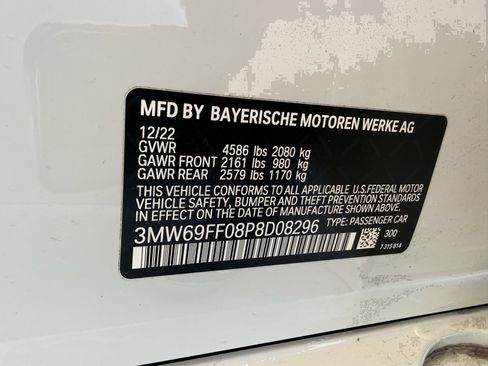 MFD BY BAYERISCHE MOTOREN WERKE AG
12/22
GVWR 4586 lbs 2080 kg
GAWR FRONT 2161 lbs 980 kg
GAWR REAR 2579 lbs 1170 kg
THIS VEHICLE CONFORMS TO ALL APPLICABLE U.S.FEDERAL MOTOR
VEHICLE SAFETY, BUMPER AND THEFT PREVENTION STANDARDS
IN EFFECT ON THE DATE OF MANUFACTURE SHOWN ABOVE.
3MW69FF08P8D08296 TYPE: PASSENGER CAR
300
7 315 814